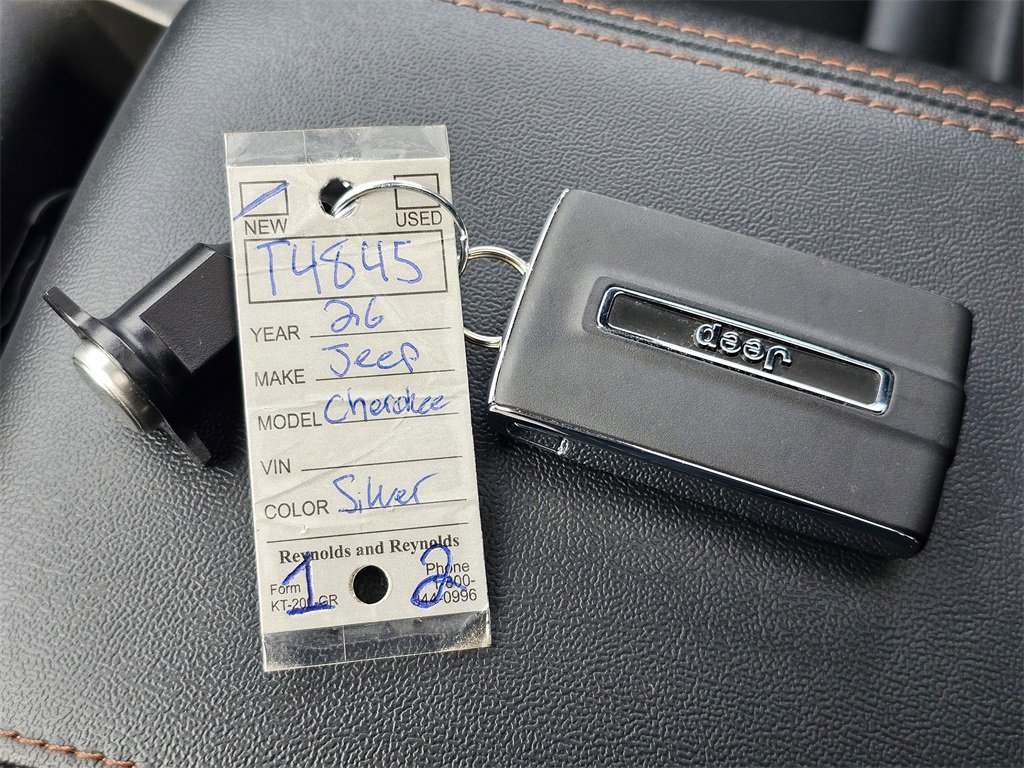 NEW USED
T4845
YEAR 26
MAKE Jeep
MODEL Cherokee
VIN
COLOR Silver
Reynolds and Reynolds
1 2
Form
Phone
Jeep